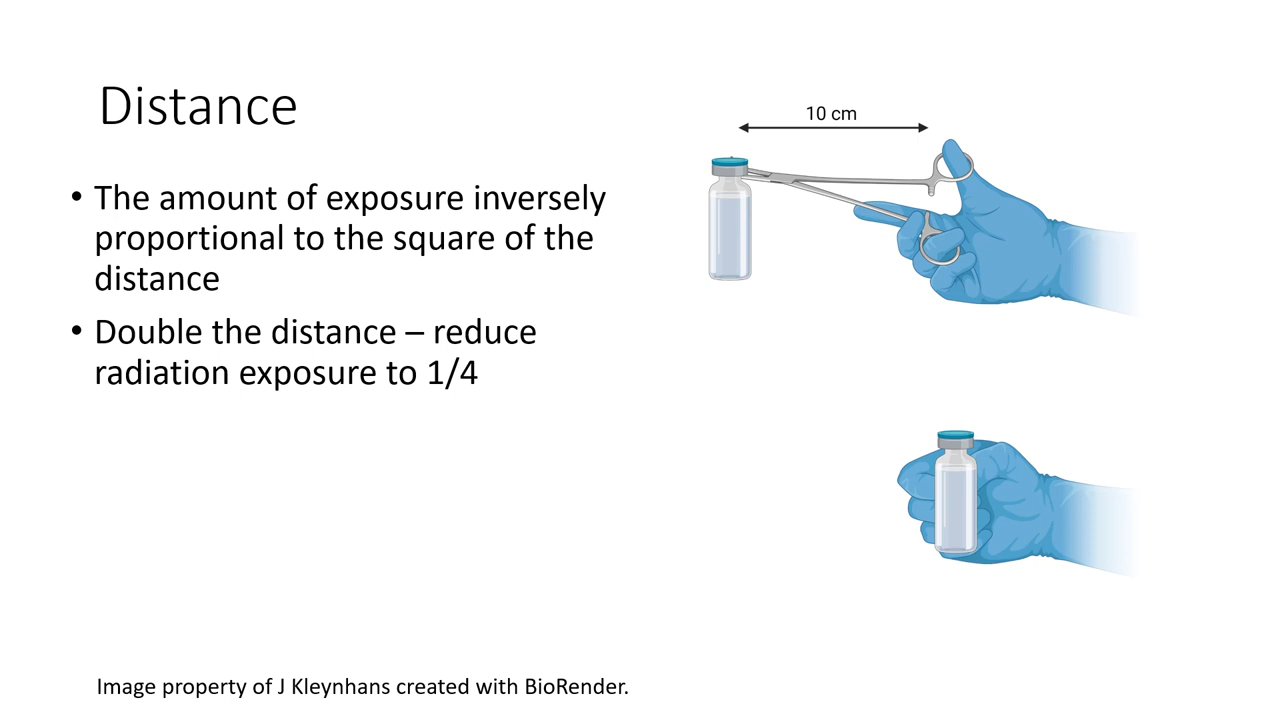 Distance
10 cm
• The amount of exposure inversely
proportional to the square of the
distance
• Double the distance – reduce
radiation exposure to 1/4
Image property of J Kleynhans created with BioRender.